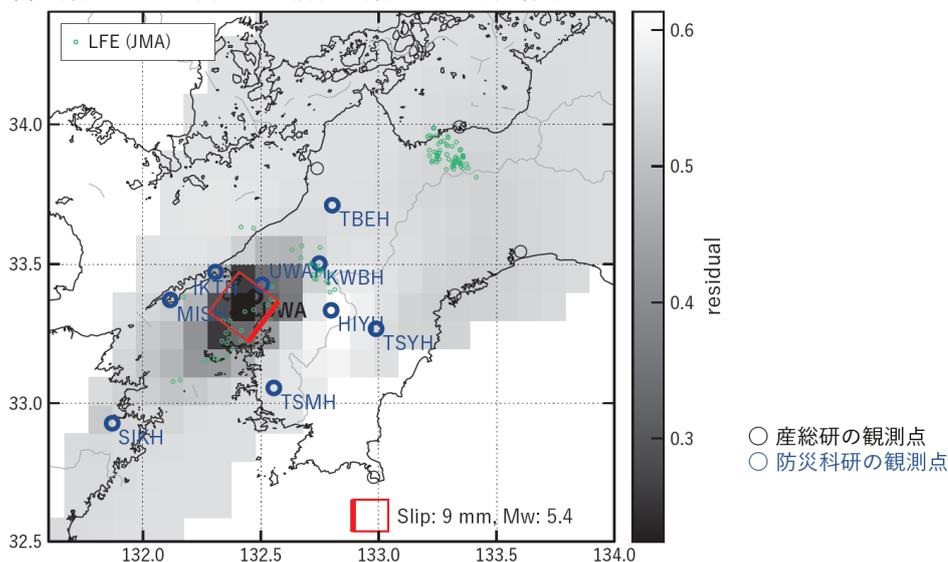 LFE (JMA)
0.6
34.0
0.5
TBEH
33.5
UWAH
KWBH
IKTH
residual
0.4
MISH
UWA
HIYH
TSYH
33.0
TSMH
0.3
SIKH
○ 産総研の観測点
○ 防災科研の観測点
Slip: 9 mm, Mw: 5.4
32.5
132.0
132.5
133.0
133.5
134.0